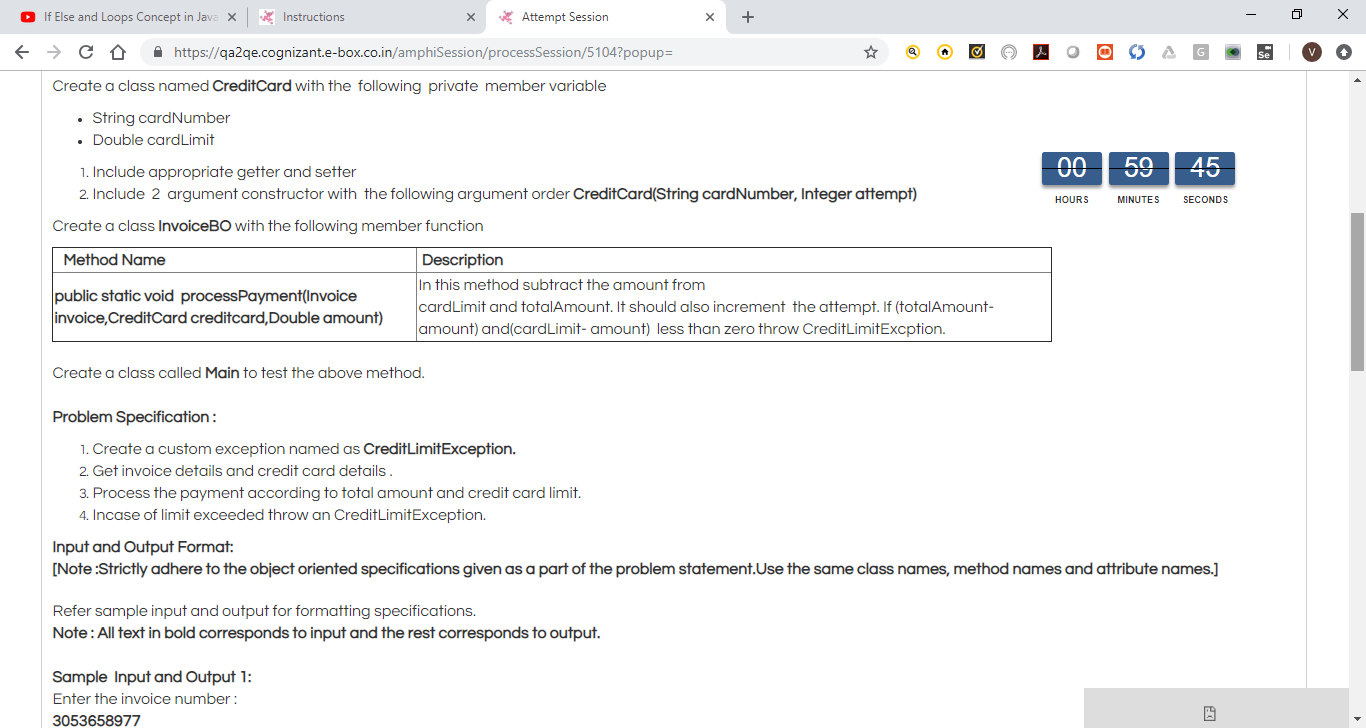 If Else and Loops Concept in Java
Instructions
Attempt Session
https://qa2qe.cognizant.e-box.co.in/amphiSession/processSession/5104?popup=
Create a class named CreditCard with the following private member variable
• String cardNumber
• Double cardLimit
1. Include appropriate getter and setter
2. Include 2 argument constructor with the following argument order CreditCard(String cardNumber, Integer attempt)
00 59 45
HOURS MINUTES SECONDS
Create a class InvoiceBO with the following member function
Method Name Description
public static void processPayment(Invoice
invoice,CreditCard creditcard,Double amount)
In this method subtract the amount from
cardLimit and totalAmount. It should also increment the attempt. If (totalAmount-
amount) and(cardLimit- amount) less than zero throw CreditLimitExcption.
Create a class called Main to test the above method.
Problem Specification :
1. Create a custom exception named as CreditLimitException.
2. Get invoice details and credit card details .
3. Process the payment according to total amount and credit card limit.
4. Incase of limit exceeded throw an CreditLimitException.
Input and Output Format:
[Note :Strictly adhere to the object oriented specifications given as a part of the problem statement.Use the same class names, method names and attribute names.]
Refer sample input and output for formatting specifications.
Note : All text in bold corresponds to input and the rest corresponds to output.
Sample Input and Output 1:
Enter the invoice number :
3053658977
G
Se
V